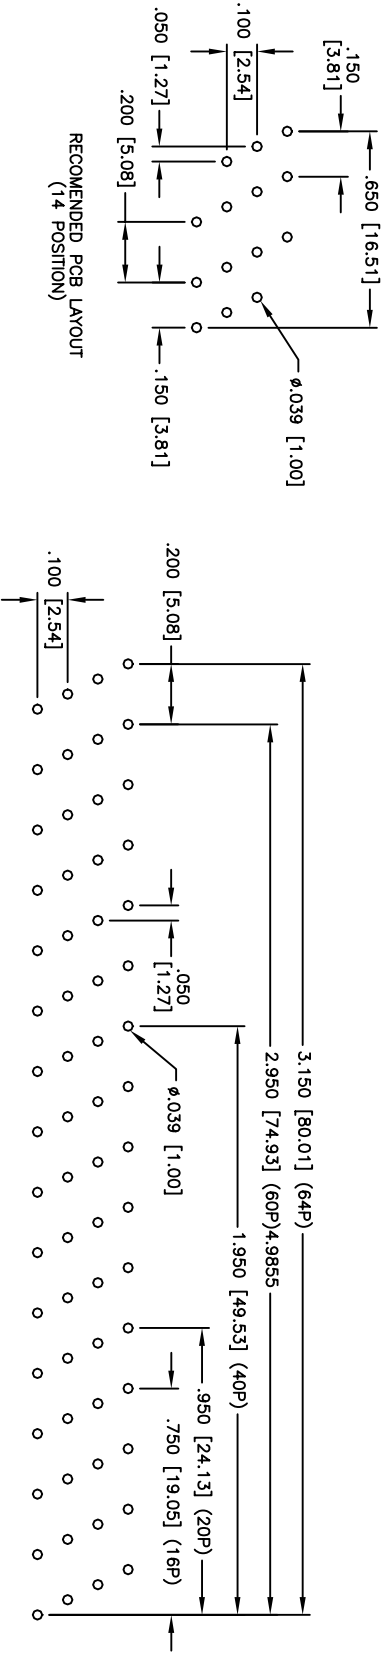 .150
[3.81]
.650 [16.51]
.100
[2.54]
.050 [1.27]
.200 [5.08]
ø.039 [1.00]
.150 [3.81]
RECOMENDED PCB LAYOUT
(14 POSITION)
3.150 [80.01] (64P)
2.950 [74.93] (60P)4.9855
1.950 [49.53] (40P)
.950 [24.13] (20P)
.750 [19.05] (16P)
.200 [5.08]
.050
[1.27]
ø.039 [1.00]
.100
[2.54]